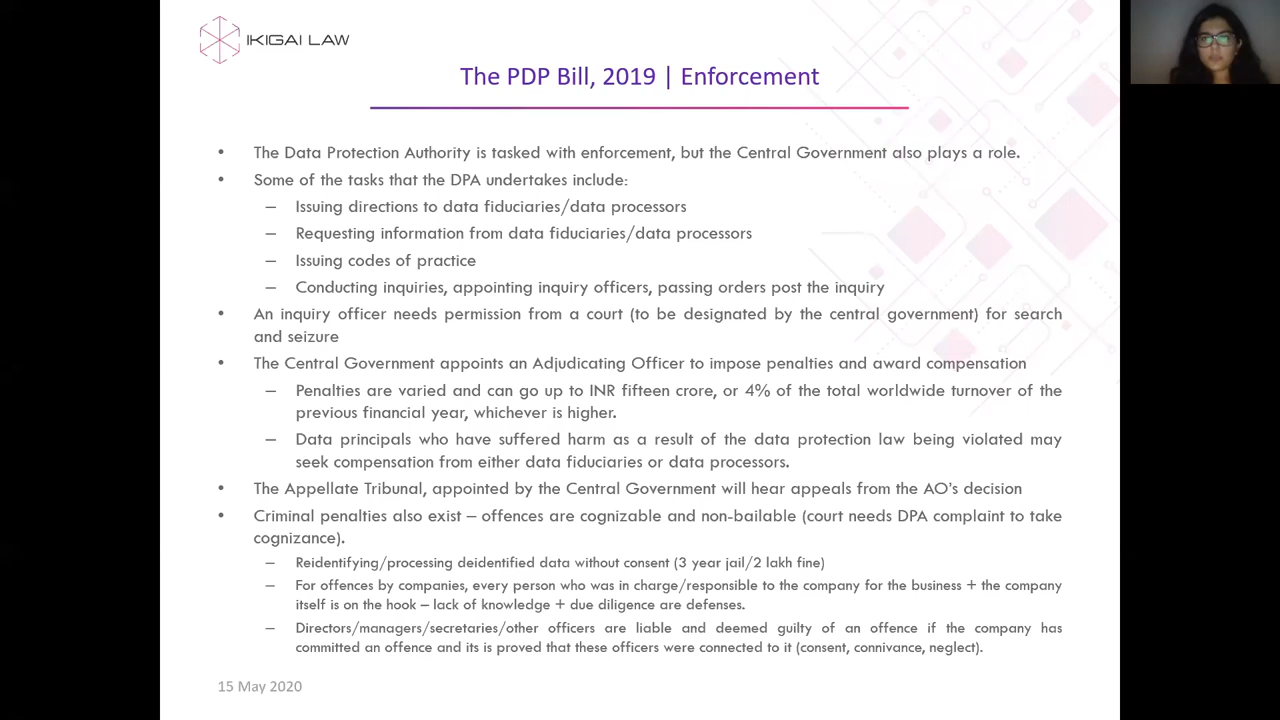 IKIGAI LAW
The PDP Bill, 2019 | Enforcement
• The Data Protection Authority is tasked with enforcement, but the Central Government also plays a role.
• Some of the tasks that the DPA undertakes include:
– Issuing directions to data fiduciaries/data processors
– Requesting information from data fiduciaries/data processors
– Issuing codes of practice
– Conducting inquiries, appointing inquiry officers, passing orders post the inquiry
• An inquiry officer needs permission from a court (to be designated by the central government) for search
and seizure
• The Central Government appoints an Adjudicating Officer to impose penalties and award compensation
– Penalties are varied and can go up to INR fifteen crore, or 4% of the total worldwide turnover of the
previous financial year, whichever is higher.
– Data principals who have suffered harm as a result of the data protection law being violated may
seek compensation from either data fiduciaries or data processors.
• The Appellate Tribunal, appointed by the Central Government will hear appeals from the AO’s decision
• Criminal penalties also exist – offences are cognizable and non-bailable (court needs DPA complaint to take
cognizance).
– Reidentifying/processing deidentified data without consent (3 year jail/2 lakh fine)
– For offences by companies, every person who was in charge/responsible to the company for the business + the company
itself is on the hook – lack of knowledge + due diligence are defenses.
– Directors/managers/secretaries/other officers are liable and deemed guilty of an offence if the company has
committed an offence and its is proved that these officers were connected to it (consent, connivance, neglect).
15 May 2020